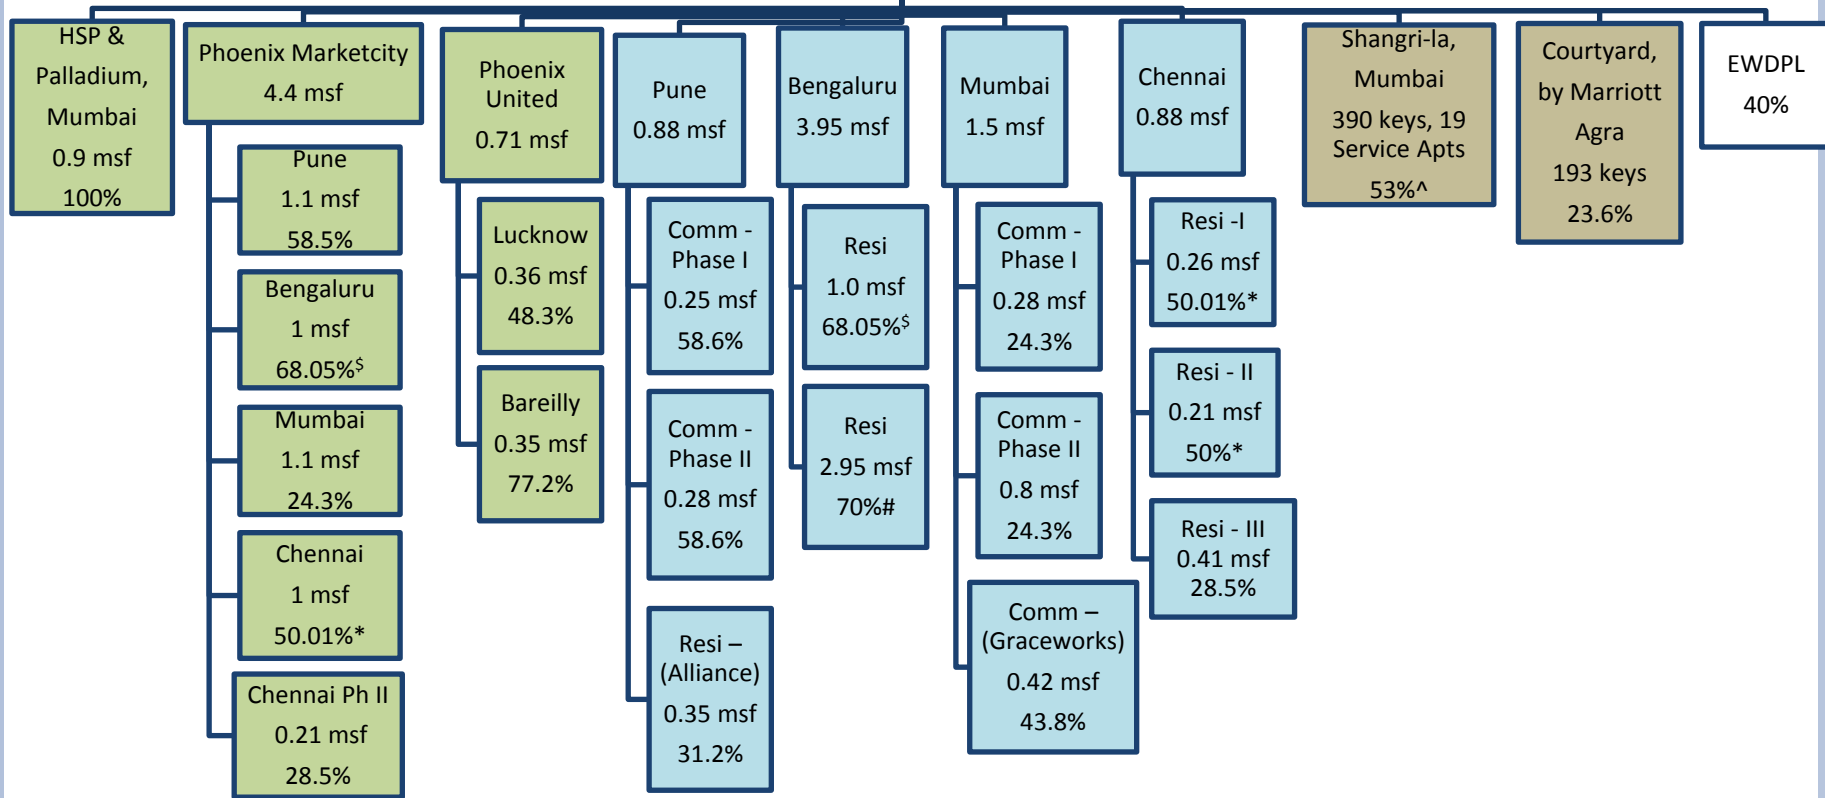 HSP &
Palladium,
Mumbai
0.9 msf
100%
Phoenix Marketcity
4.4 msf
Pune
1.1 msf
58.5%
Bengaluru
1 msf
68.05%$
Mumbai
1.1 msf
24.3%
Chennai
1 msf
50.01%*
Chennai Ph II
0.21 msf
28.5%
Phoenix
United
0.71 msf
Lucknow
0.36 msf
48.3%
Bareilly
0.35 msf
77.2%
Pune
0.88 msf
Comm -
Phase I
0.25 msf
58.6%
Comm -
Phase II
0.28 msf
58.6%
Resi –
(Alliance)
0.35 msf
31.2%
Bengaluru
3.95 msf
Resi
1.0 msf
68.05%$
Resi
2.95 msf
70%#
Mumbai
1.5 msf
Comm -
Phase I
0.28 msf
24.3%
Comm -
Phase II
0.8 msf
24.3%
Comm –
(Graceworks)
0.42 msf
43.8%
Chennai
0.88 msf
Resi -I
0.26 msf
50.01%*
Resi - II
0.21 msf
50%*
Resi - III
0.41 msf
28.5%
Shangri-la,
Mumbai
390 keys, 19
Service Apts
53%^
Courtyard,
by Marriott
Agra
193 keys
23.6%
EWDPL
40%